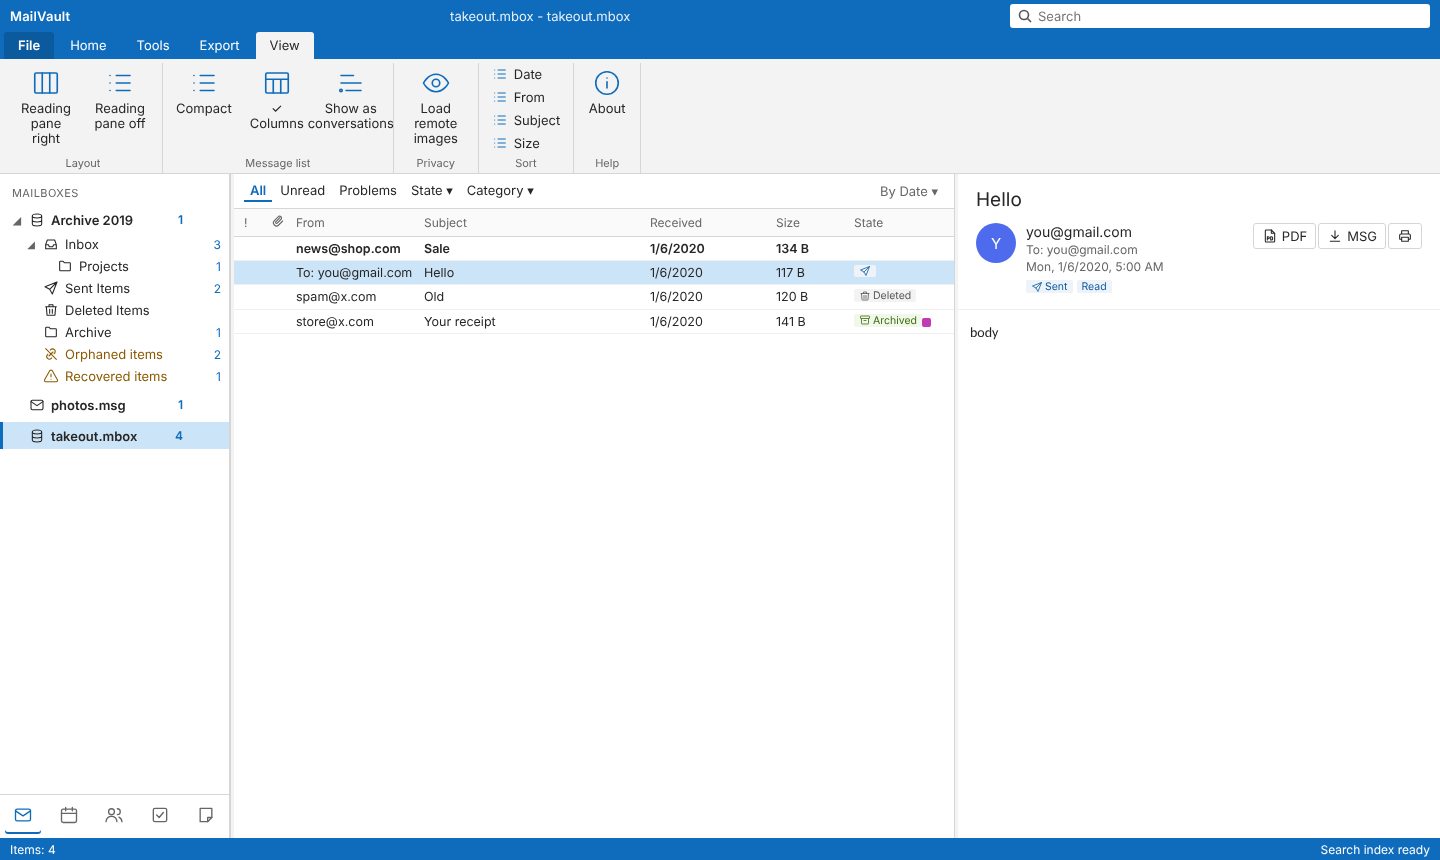 MailVault
takeout.mbox - takeout.mbox
Search
File Home Tools Export View
Reading pane right
Reading pane off
Layout
Compact
✓ Columns
Show as conversations
Message list
Load remote images
Privacy
Date
From
Subject
Size
Sort
About
Help
MAILBOXES
Archive 2019 1
Inbox 3
Projects 1
Sent Items 2
Deleted Items
Archive 1
Orphaned items 2
Recovered items 1
photos.msg 1
takeout.mbox 4
All Unread Problems State ▾ Category ▾ By Date ▾
! From Subject Received Size State
news@shop.com Sale 1/6/2020 134 B
To: you@gmail.com Hello 1/6/2020 117 B
spam@x.com Old 1/6/2020 120 B Deleted
store@x.com Your receipt 1/6/2020 141 B Archived
Hello
Y
you@gmail.com
To: you@gmail.com
Mon, 1/6/2020, 5:00 AM
Sent Read
PDF MSG
body
Items: 4
Search index ready